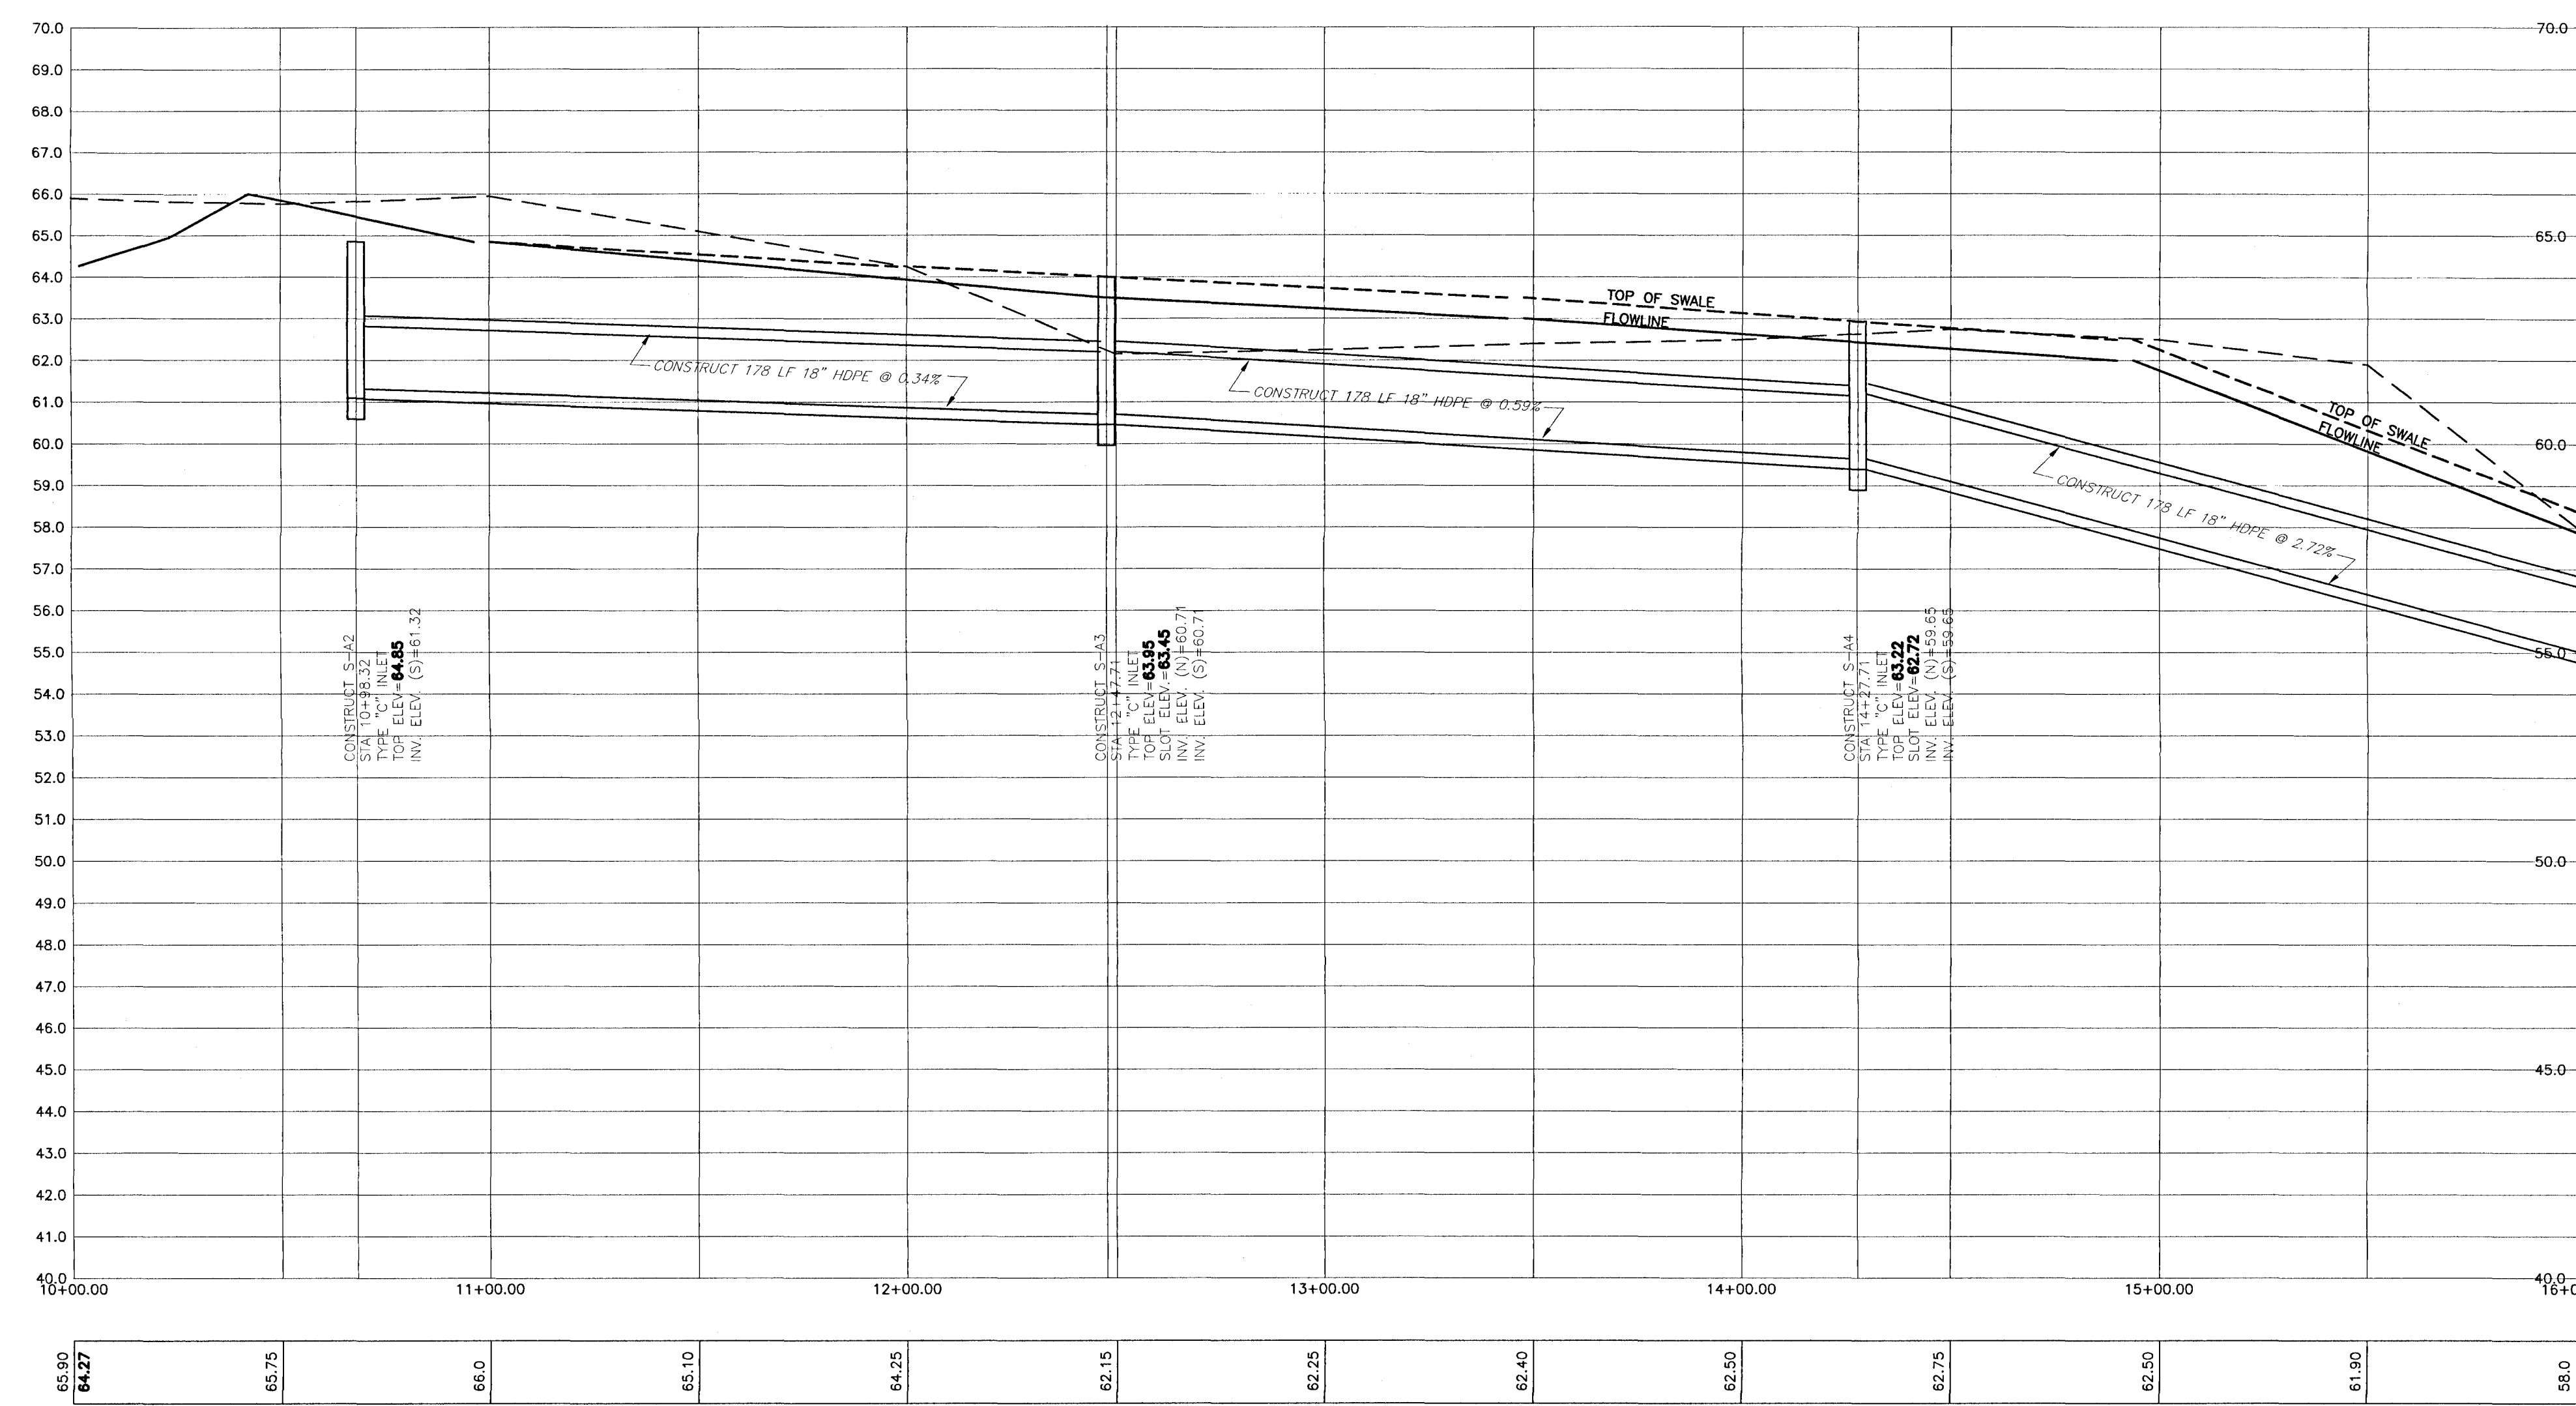 70.0
69.0
68.0
67.0
66.0
65.0
64.0
63.0
62.0
61.0
60.0
59.0
58.0
57.0
56.0
55.0
54.0
53.0
52.0
51.0
50.0
49.0
48.0
47.0
46.0
45.0
44.0
43.0
42.0
41.0
40.0
CONSTRUCT 178 LF 18" HDPE @ 0.34%
CONSTRUCT 178 LF 18" HDPE @ 0.59%
TOP OF SWALE
FLOWLINE
TOP OF SWALE
FLOWLINE
CONSTRUCT 178 LF 18" HDPE @ 2.72%
CONSTRUCT S-A2
STA 10+98.32
TYPE "C" INLET
TOP ELEV=64.85
INV. ELEV. (S)=61.32
CONSTRUCT S-A3
STA 12+47.71
TYPE "C" INLET
TOP ELEV=63.95
SLOT ELEV.=63.45
INV. ELEV. (N)=60.71
INV. ELEV. (S)=60.71
CONSTRUCT S-A4
STA 14+27.71
TYPE "C" INLET
TOP ELEV=63.22
SLOT ELEV=62.72
INV. ELEV. (N)=59.65
INV. ELEV. (S)=59.65
70.0
65.0
60.0
55.0
50.0
45.0
40.0
10+00.00 11+00.00 12+00.00 13+00.00 14+00.00 15+00.00
65.90
64.27
65.75
66.0
65.10
64.25
62.15
62.25
62.40
62.50
62.75
62.50
61.90
58.0